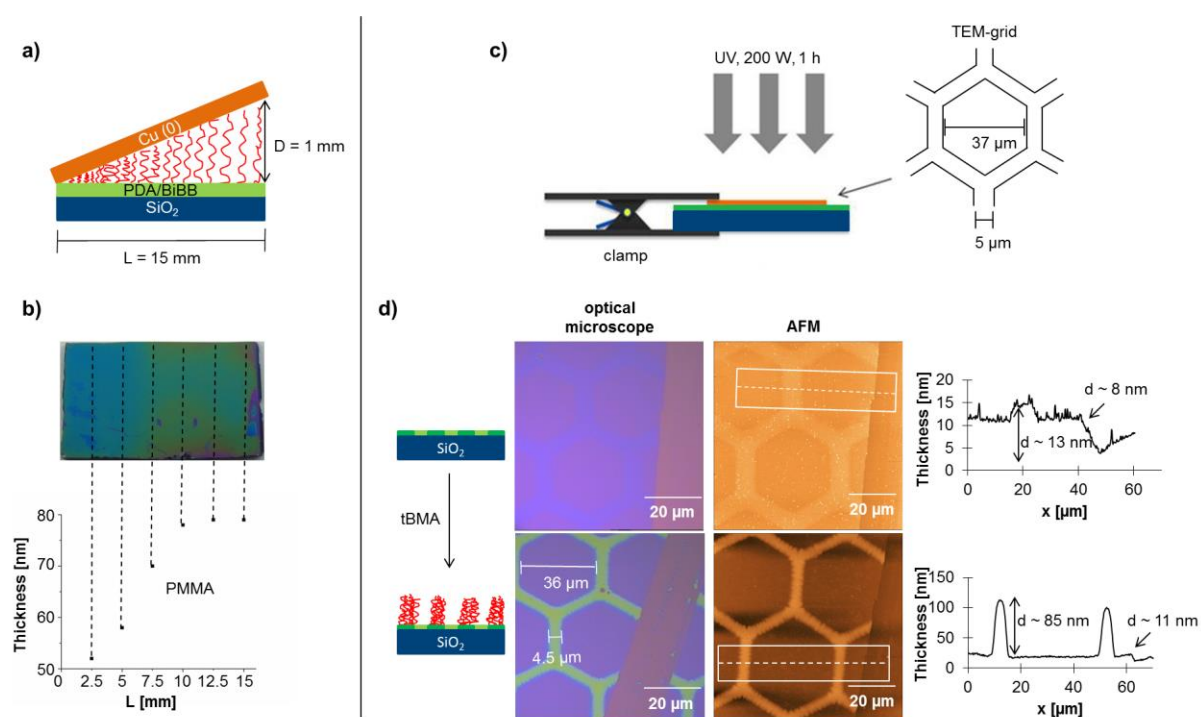 a)
Cu (0)
D = 1 mm
PDA/BiBB
SiO₂
L = 15 mm
b)
80
70
60
50
Thickness [nm]
PMMA
0
2.5
5
7.5
10
12.5
15
L [mm]
c)
UV, 200 W, 1 h
clamp
TEM-grid
37 µm
5 µm
d)
optical
microscope
AFM
SiO₂
tBMA
SiO₂
20 µm
20 µm
36 µm
4.5 µm
20 µm
20 µm
Thickness [nm]
20
15
10
5
0
d ~ 8 nm
d ~ 13 nm
0
20
40
60
x [µm]
Thickness [nm]
150
100
50
0
d ~ 85 nm
d ~ 11 nm
0
20
40
60
x [µm]